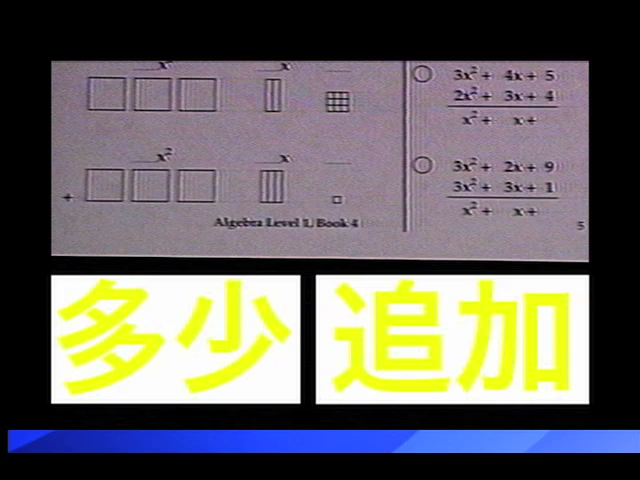 x²
x
3x² + 4x + 5
2x² + 3x + 4
x² + x +
x²
x
+
3x² + 2x + 9
3x² + 3x + 1
x² + x +
Algebra Level 1, Book 4
5
多少
追加